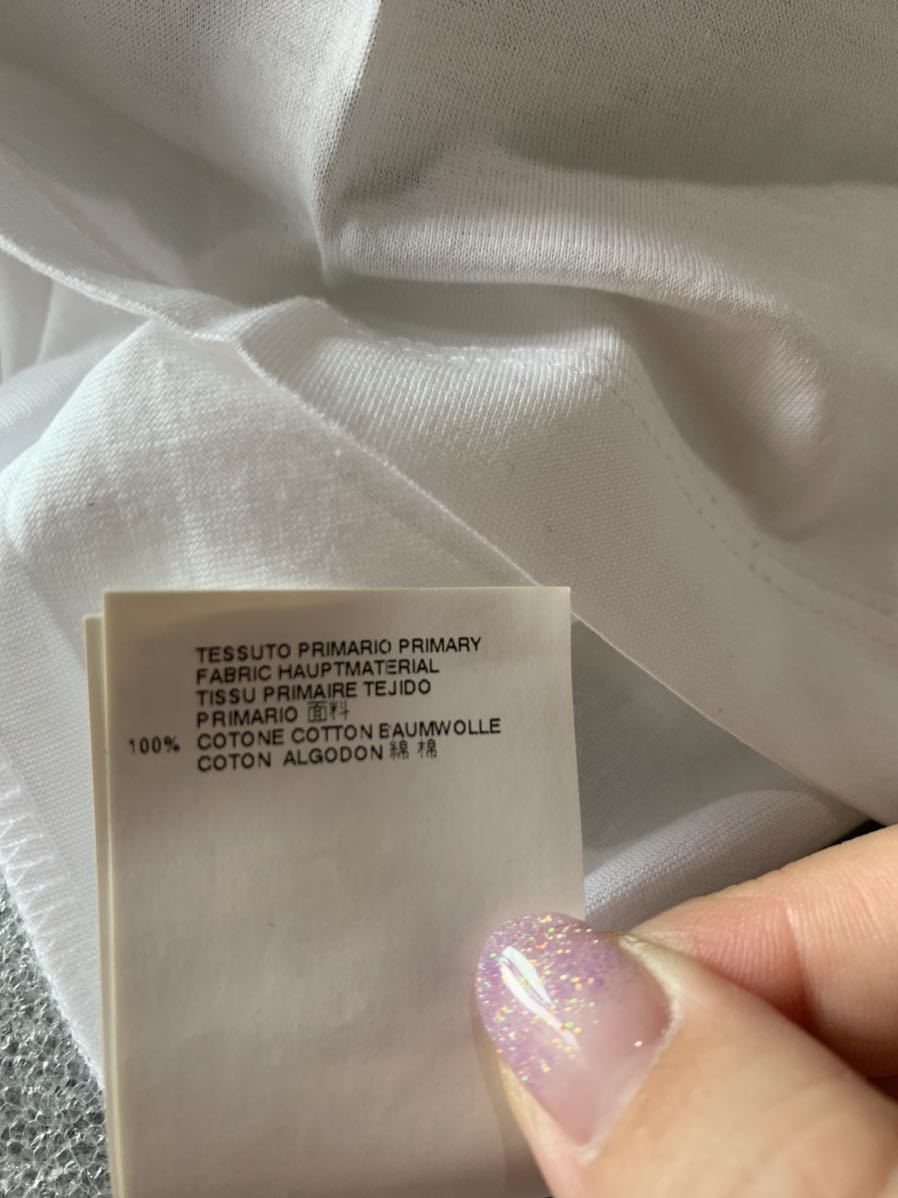 TESSUTO PRIMARIO PRIMARY
FABRIC HAUPTMATERIAL
TISSU PRIMAIRE TEJIDO
PRIMARIO 面料
100% COTONE COTTON BAUMWOLLE
COTON ALGODON 綿 棉